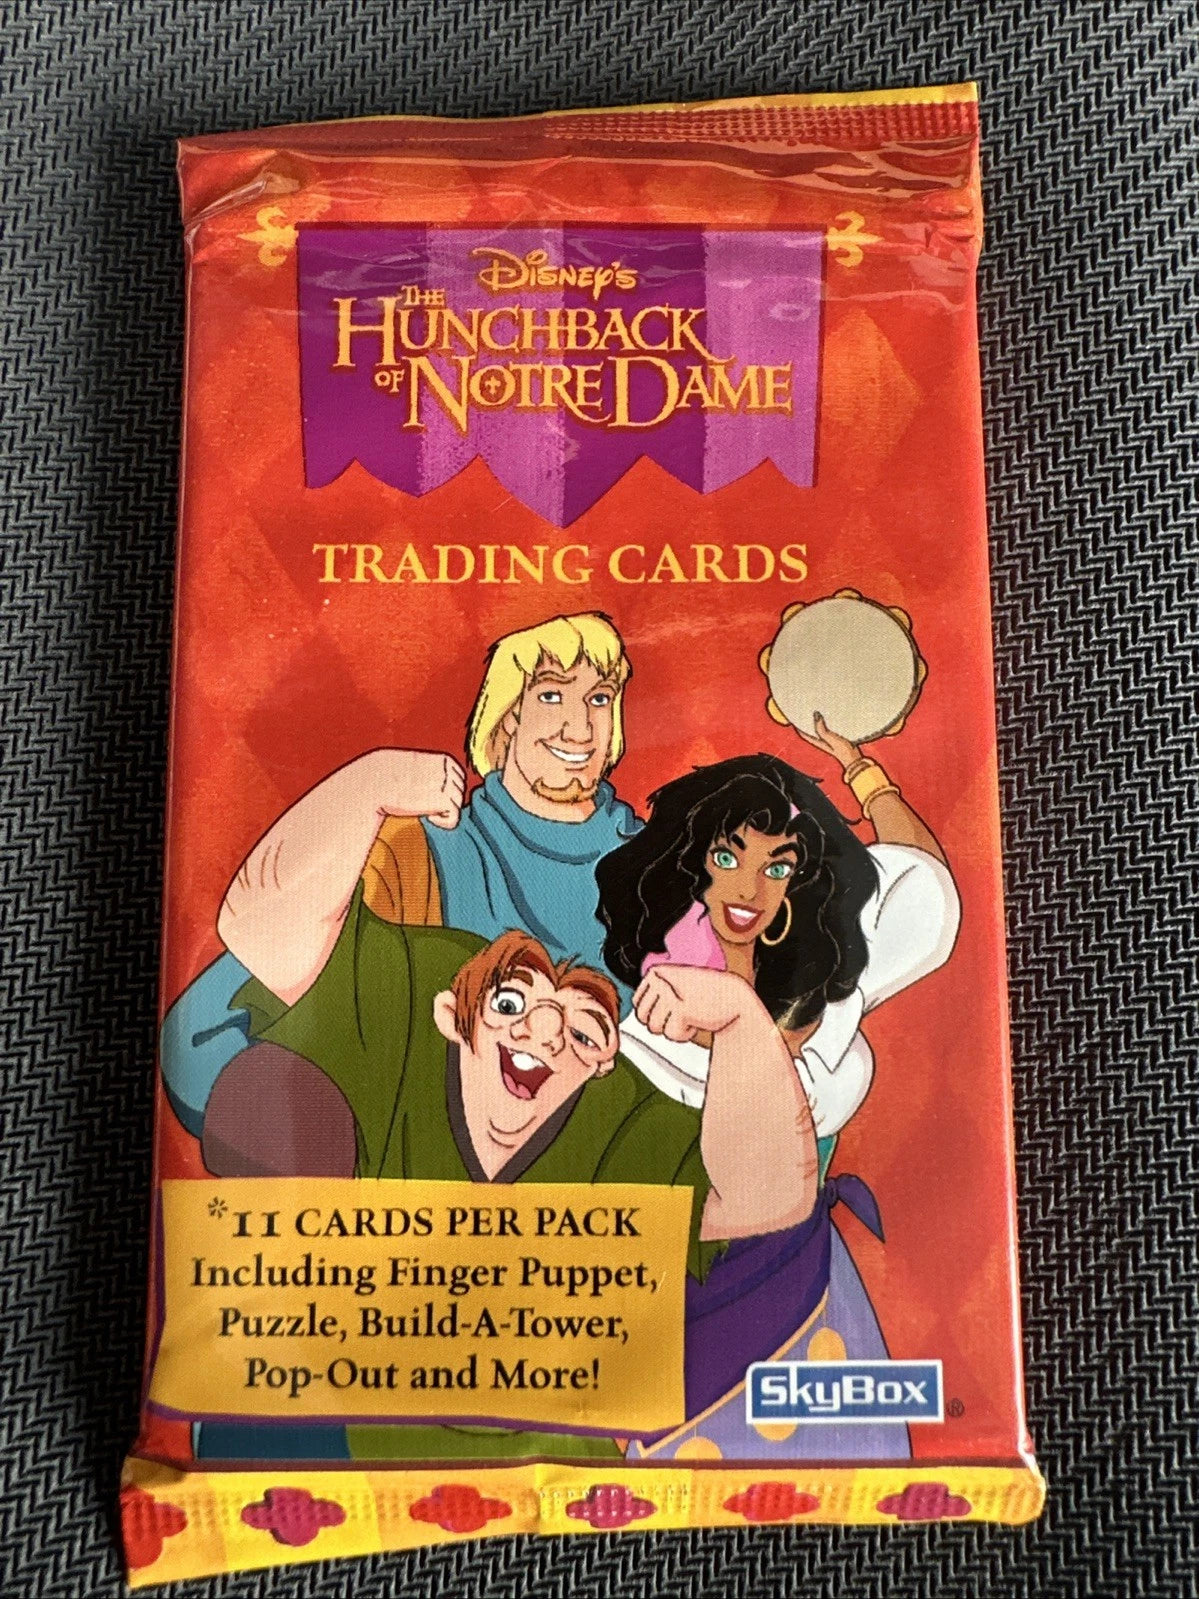 Disney's
THE
HUNCHBACK
OF NOTRE DAME
TRADING CARDS
*11 CARDS PER PACK
Including Finger Puppet,
Puzzle, Build-A-Tower,
Pop-Out and More!
SkyBox ®